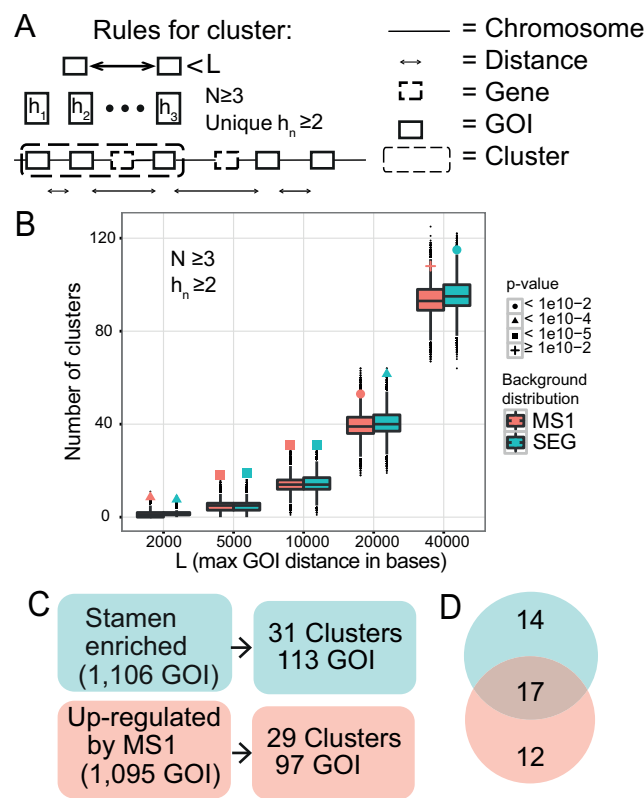 A
Rules for cluster:
<L
h1 h2 h3
N≥3
Unique hn ≥2
= Chromosome
= Distance
= Gene
= GOI
= Cluster
B
Number of clusters
120
80
40
0
N ≥3
hn ≥2
2000 5000 10000 20000 40000
L (max GOI distance in bases)
p-value
< 1e10−2
< 1e10−4
< 1e10−5
≥ 1e10−2
Background
distribution
MS1
SEG
C
Stamen
enriched
(1,106 GOI)
31 Clusters
113 GOI
Up-regulated
by MS1
(1,095 GOI)
29 Clusters
97 GOI
D
14
17
12